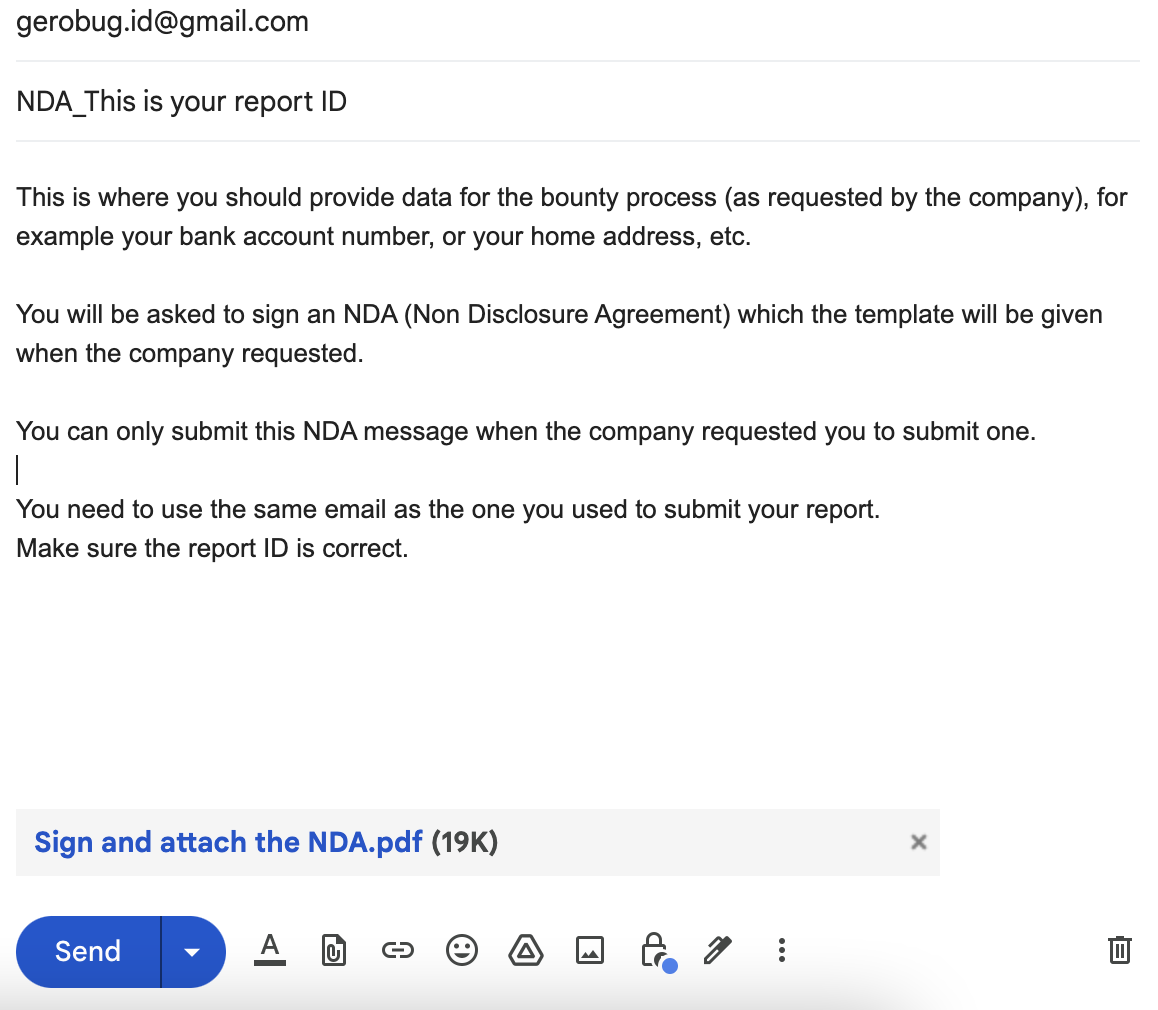 gerobug.id@gmail.com
NDA_This is your report ID
This is where you should provide data for the bounty process (as requested by the company), for
example your bank account number, or your home address, etc.
You will be asked to sign an NDA (Non Disclosure Agreement) which the template will be given
when the company requested.
You can only submit this NDA message when the company requested you to submit one.
You need to use the same email as the one you used to submit your report.
Make sure the report ID is correct.
Sign and attach the NDA.pdf (19K)
Send